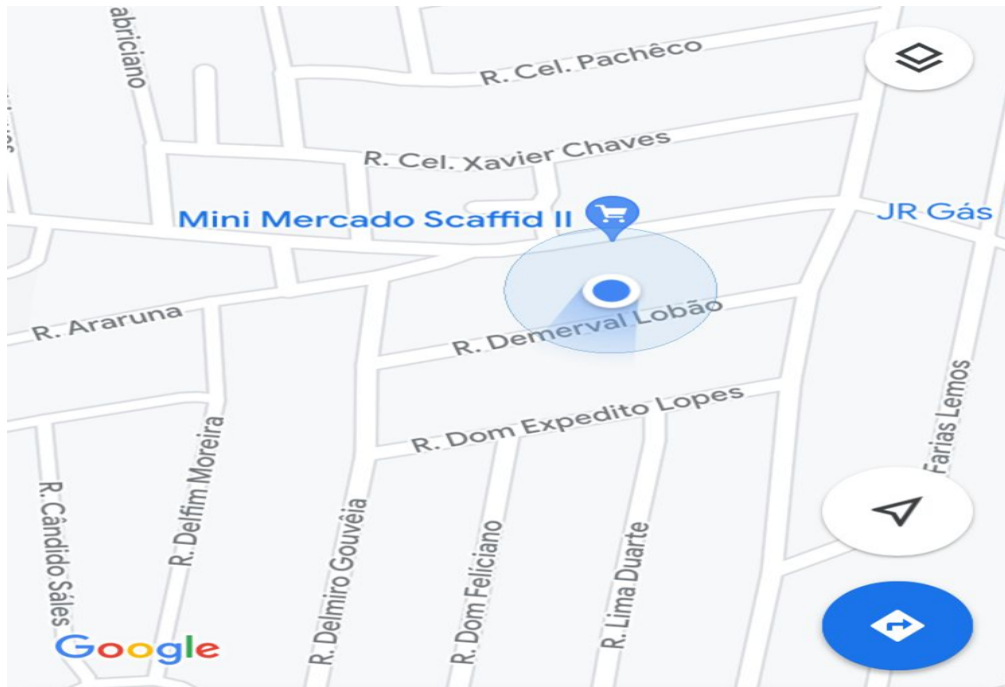 abriciano
R. Cel. Pachêco
R. Cel. Xavier Chaves
Mini Mercado Scaffid II
JR Gás
R. Araruna
R. Demerval Lobão
R. Dom Expedito Lopes
Farias Lemos
R. Cândido Sáles
R. Delfim Moreira
R. Delmiro Gouvêia
R. Dom Feliciano
R. Lima Duarte
Google